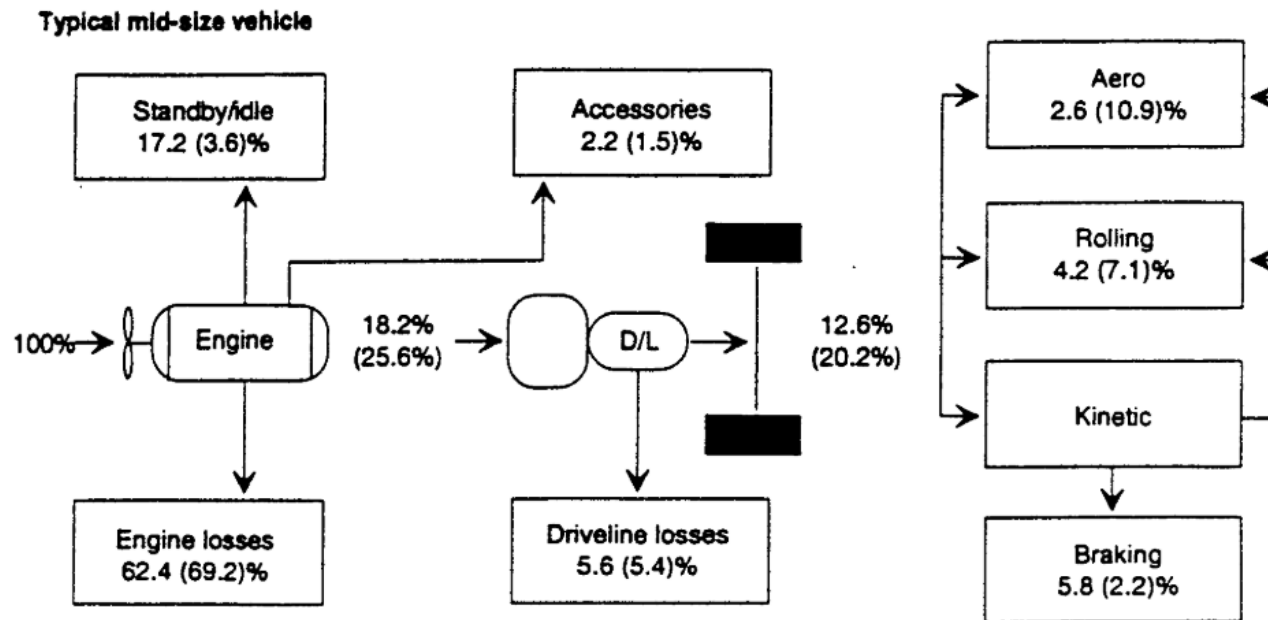 Typical mid-size vehicle
Standby/idle
17.2 (3.6)%
Accessories
2.2 (1.5)%
Aero
2.6 (10.9)%
Rolling
4.2 (7.1)%
100%
Engine
18.2%
(25.6%)
D/L
12.6%
(20.2%)
Kinetic
Engine losses
62.4 (69.2)%
Driveline losses
5.6 (5.4)%
Braking
5.8 (2.2)%